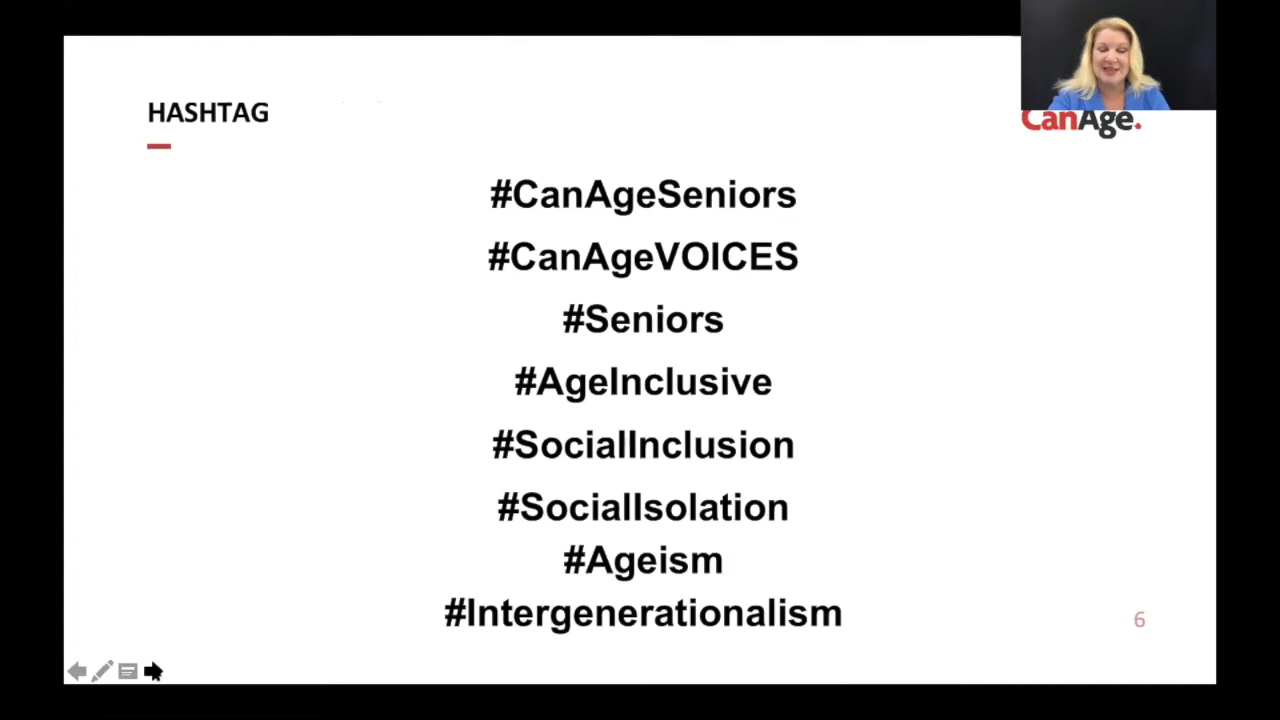 HASHTAG
CanAge.
#CanAgeSeniors
#CanAgeVOICES
#Seniors
#AgeInclusive
#SocialInclusion
#SocialIsolation
#Ageism
#Intergenerationalism
6